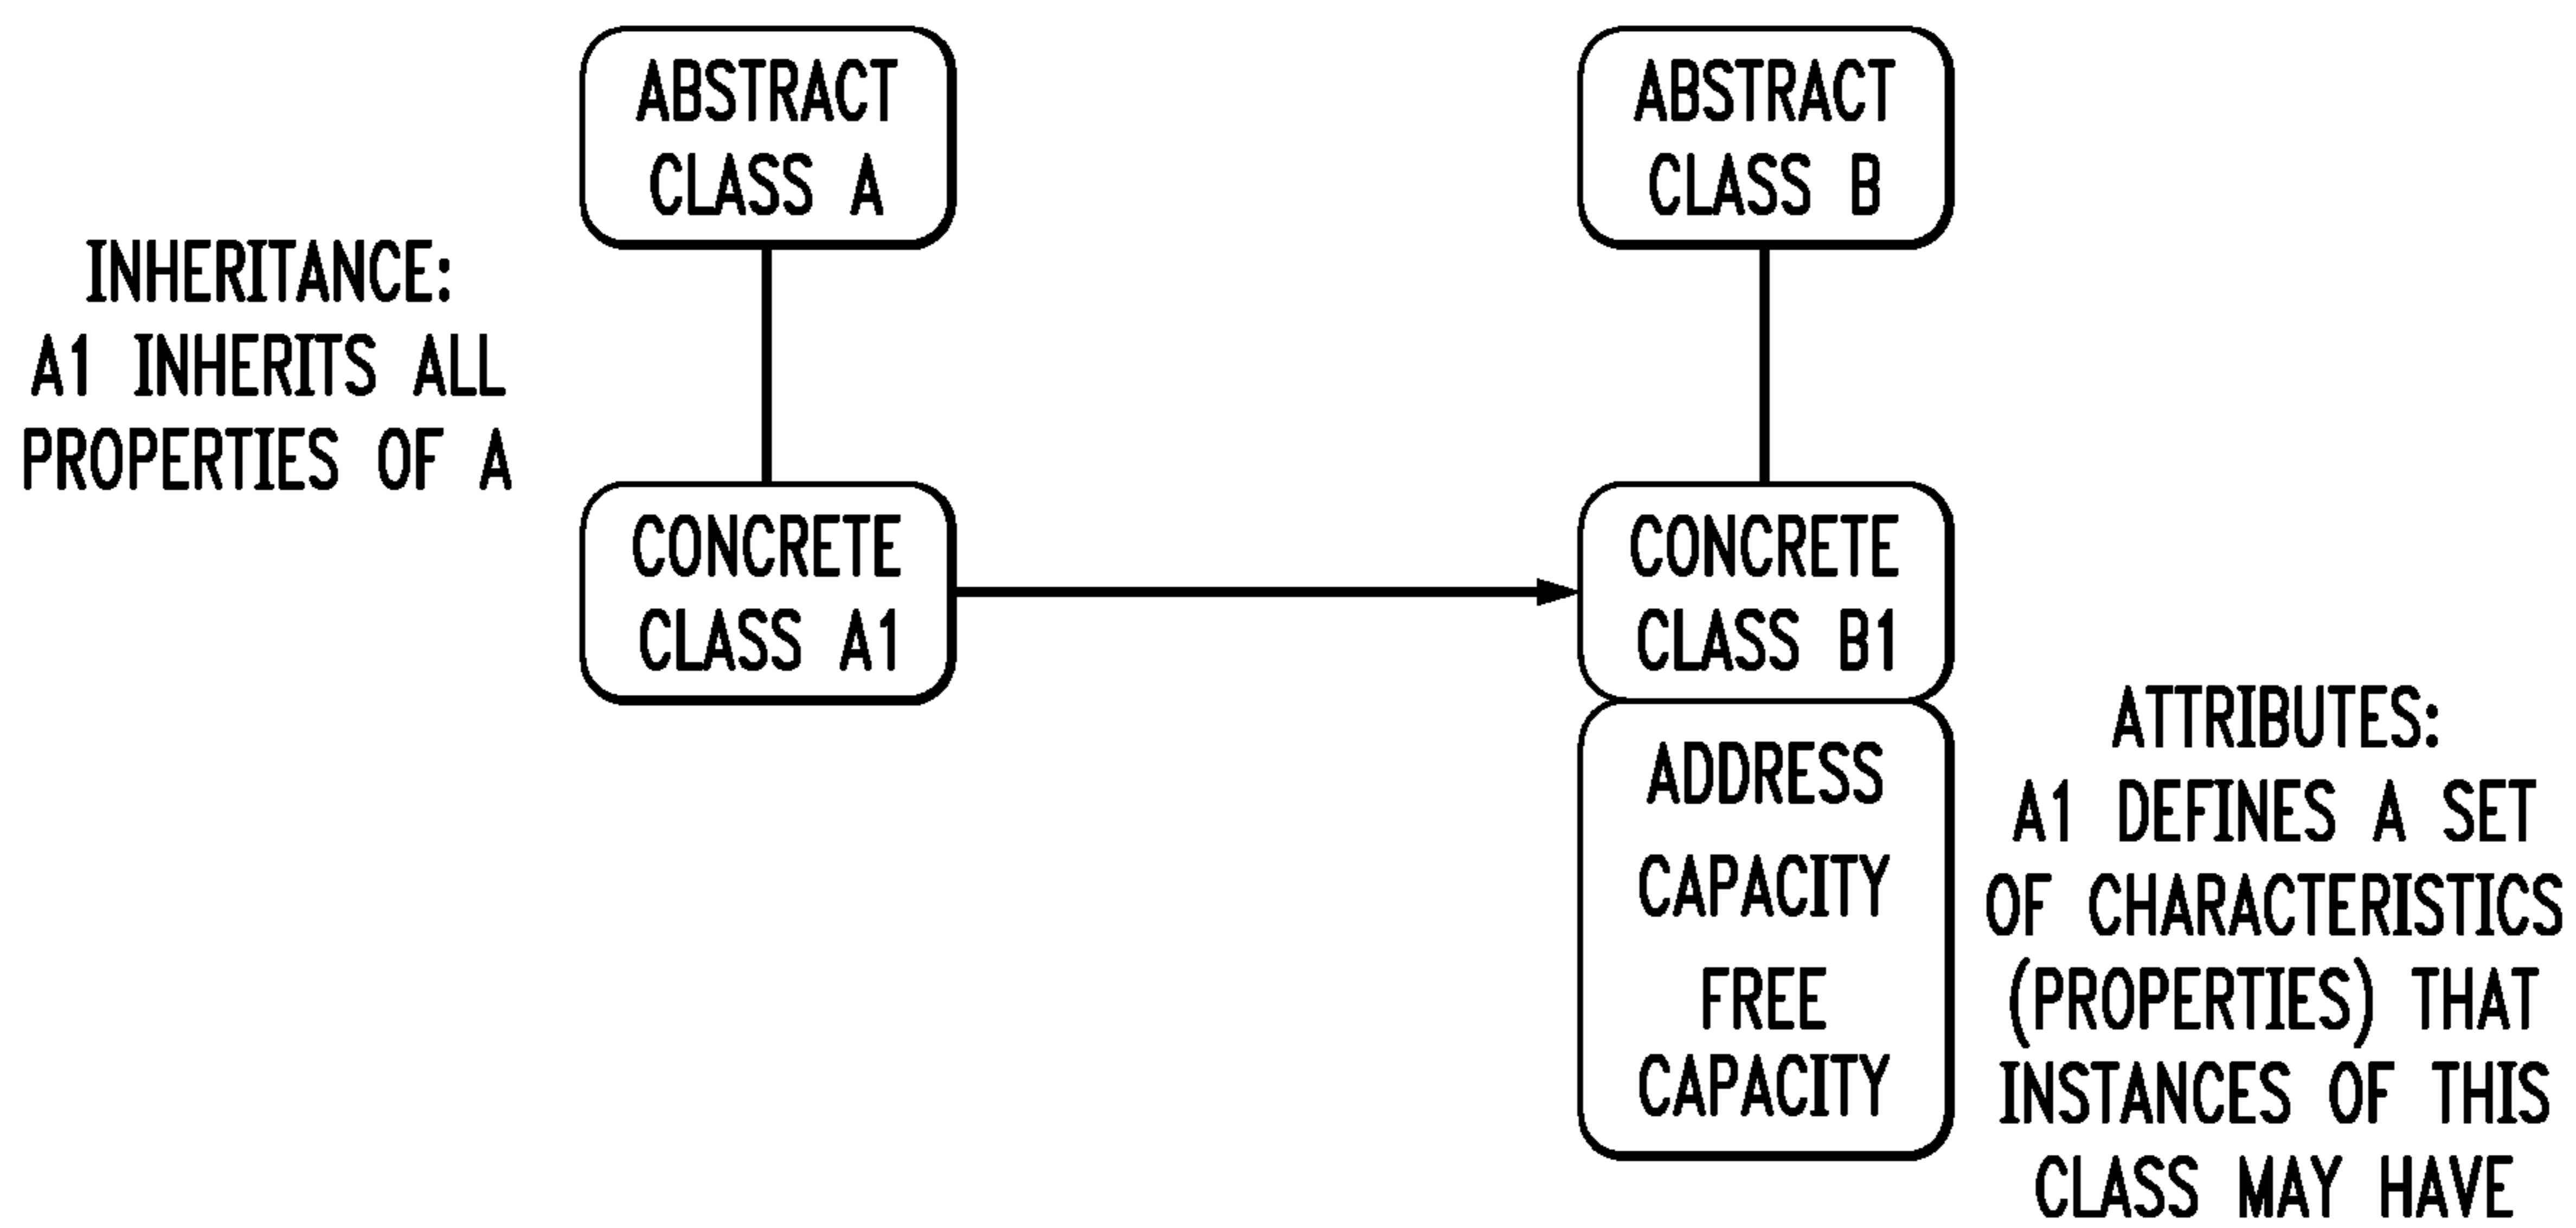 ABSTRACT
CLASS A
ABSTRACT
CLASS B
INHERITANCE:
A1 INHERITS ALL
PROPERTIES OF A
CONCRETE
CLASS A1
CONCRETE
CLASS B1
ADDRESS
CAPACITY
FREE
CAPACITY
ATTRIBUTES:
A1 DEFINES A SET
OF CHARACTERISTICS
(PROPERTIES) THAT
INSTANCES OF THIS
CLASS MAY HAVE